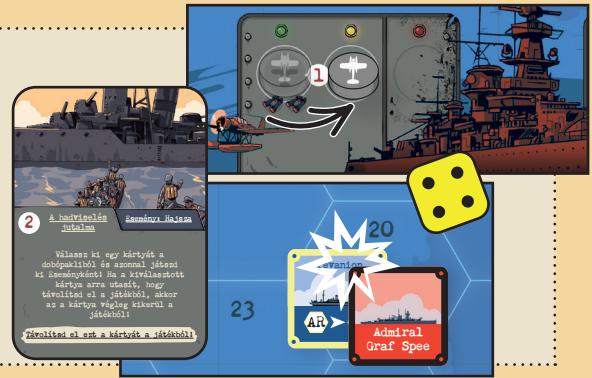 1
2
A hadviselés
jutalma
Esemény: Hajsza
Válassz ki egy kártyát a
dobópakliból és azonnal játszd
ki Eseményként! Ha a kiválasztott
kártya arra utasít, hogy
távolítsd el a játékból, akkor
az a kártya végleg kikerül a
játékból!
Távolítsd el ezt a kártyát a játékból!
20
23
AR
Admiral
Graf Spee